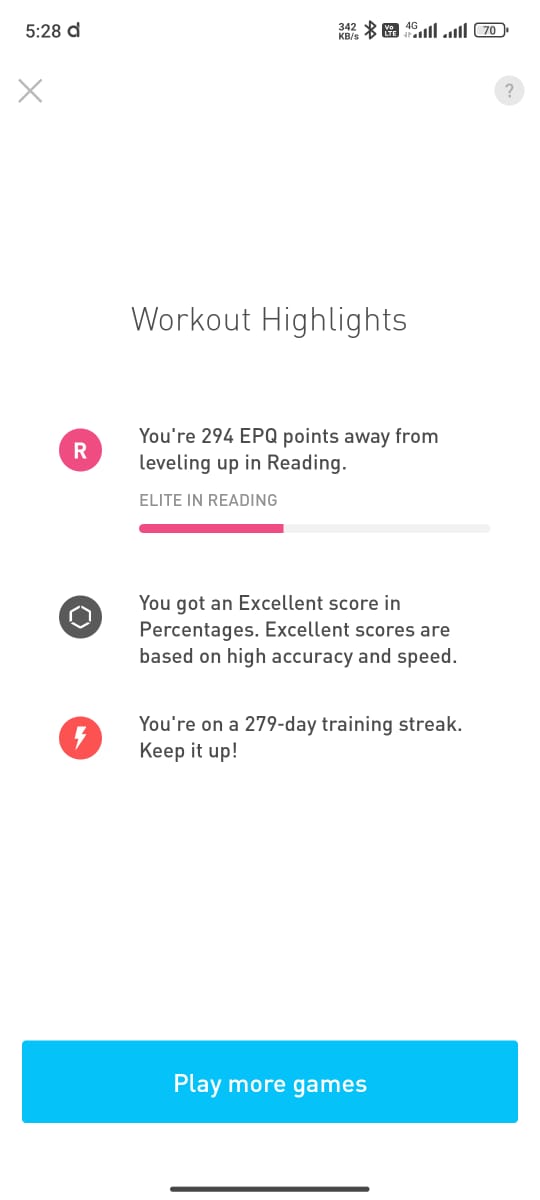 5:28 d
342
KB/s
Vo
LTE
4G
70
?
Workout Highlights
R
You're 294 EPQ points away from
leveling up in Reading.
ELITE IN READING
You got an Excellent score in
Percentages. Excellent scores are
based on high accuracy and speed.
You're on a 279-day training streak.
Keep it up!
Play more games